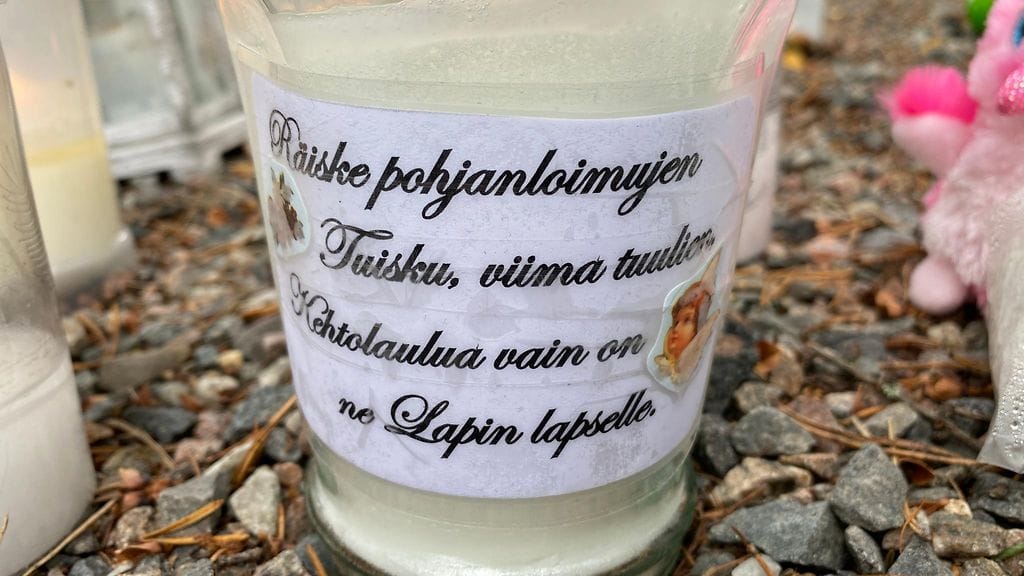 Räiske pohjanloimujen
Tuisku, viima tuulien,
Kehtolaulua vain on
ne Lapin lapselle.